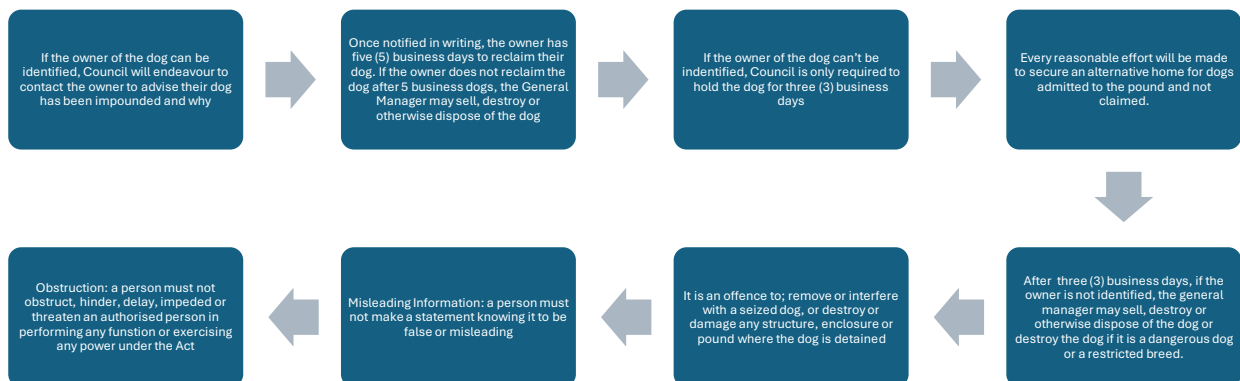 If the owner of the dog can be
identified, Council will endeavour to
contact the owner to advise their dog
has been impounded and why
Once notified in writing, the owner has
five (5) business days to reclaim their
dog. If the owner does not reclaim the
dog after 5 business dogs, the General
Manager may sell, destroy or
otherwise dispose of the dog
If the owner of the dog can't be
indentified, Council is only required to
hold the dog for three (3) business
days
Every reasonable effort will be made
to secure an alternative home for dogs
admitted to the pound and not
claimed.
After three (3) business days, if the
owner is not identified, the general
manager may sell, destroy or
otherwise dispose of the dog or
destroy the dog if it is a dangerous dog
or a restricted breed.
It is an offence to; remove or interfere
with a seized dog, or destroy or
damage any structure, enclosure or
pound where the dog is detained
Misleading Information: a person must
not make a statement knowing it to be
false or misleading
Obstruction: a person must not
obstruct, hinder, delay, impeded or
threaten an authorised person in
performing any funstion or exercising
any power under the Act